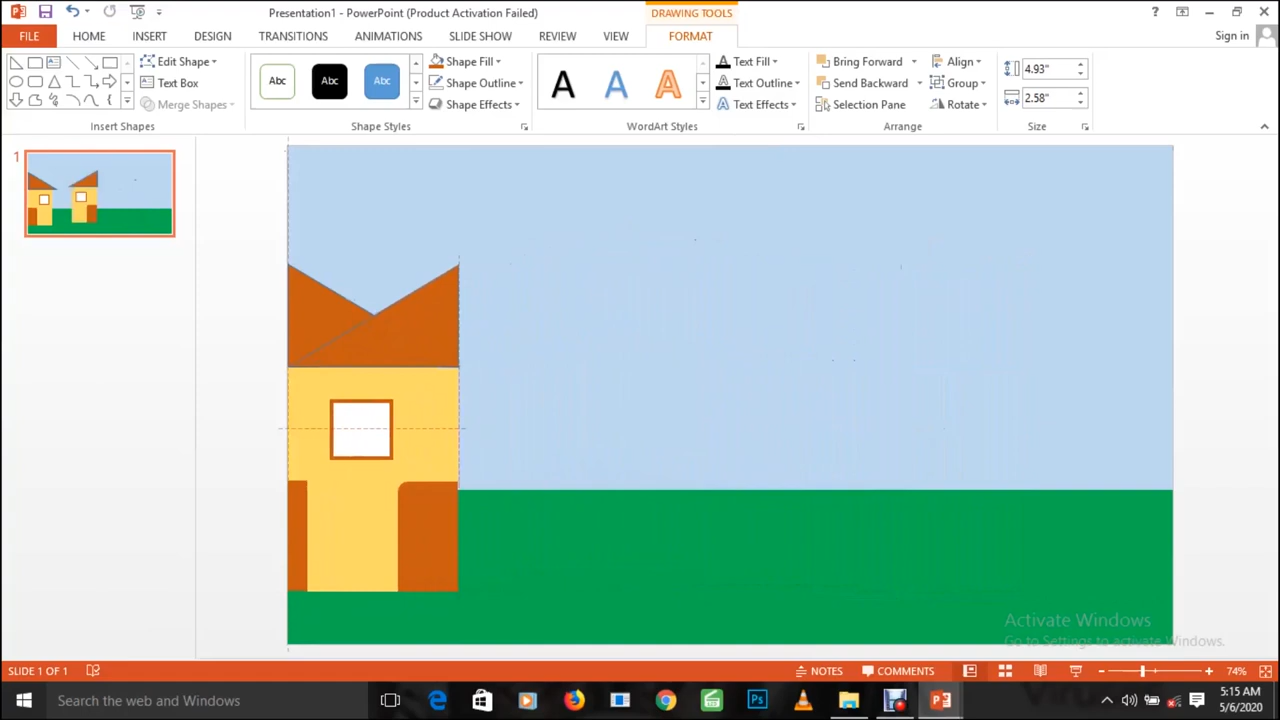 Presentation1 - PowerPoint (Product Activation Failed)
DRAWING TOOLS
?
FILE
HOME
INSERT
DESIGN
TRANSITIONS
ANIMATIONS
SLIDE SHOW
REVIEW
VIEW
FORMAT
Sign in
Edit Shape
Text Box
Merge Shapes
Insert Shapes
Abc
Abc
Abc
Shape Fill
Shape Outline
Shape Effects
Shape Styles
A
A
A
Text Fill
Text Outline
Text Effects
WordArt Styles
Bring Forward
Send Backward
Selection Pane
Align
Group
Rotate
Arrange
4.93"
2.58"
Size
1
Activate Windows
Go to Settings to activate Windows.
SLIDE 1 OF 1
NOTES
COMMENTS
74%
Search the web and Windows
5:15 AM
5/6/2020